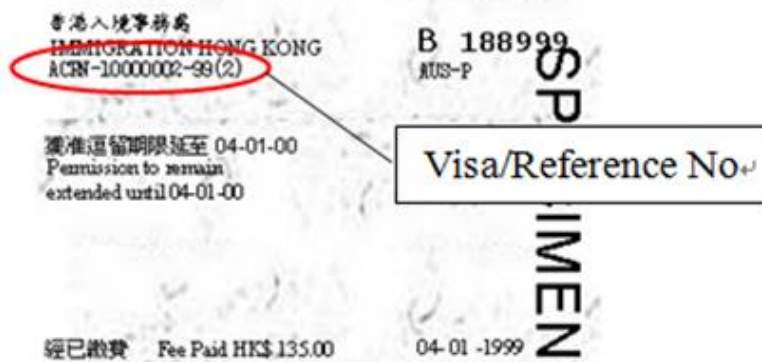 香港入境事務處
IMMIGRATION HONG KONG
ACRN-10000002-99(2)
B 188999
AUS-P
SPECIMEN
獲准逗留期限延至 04-01-00
Permission to remain
extended until 04-01-00
Visa/Reference No
經已繳費 Fee Paid HK$ 135.00
04-01-1999